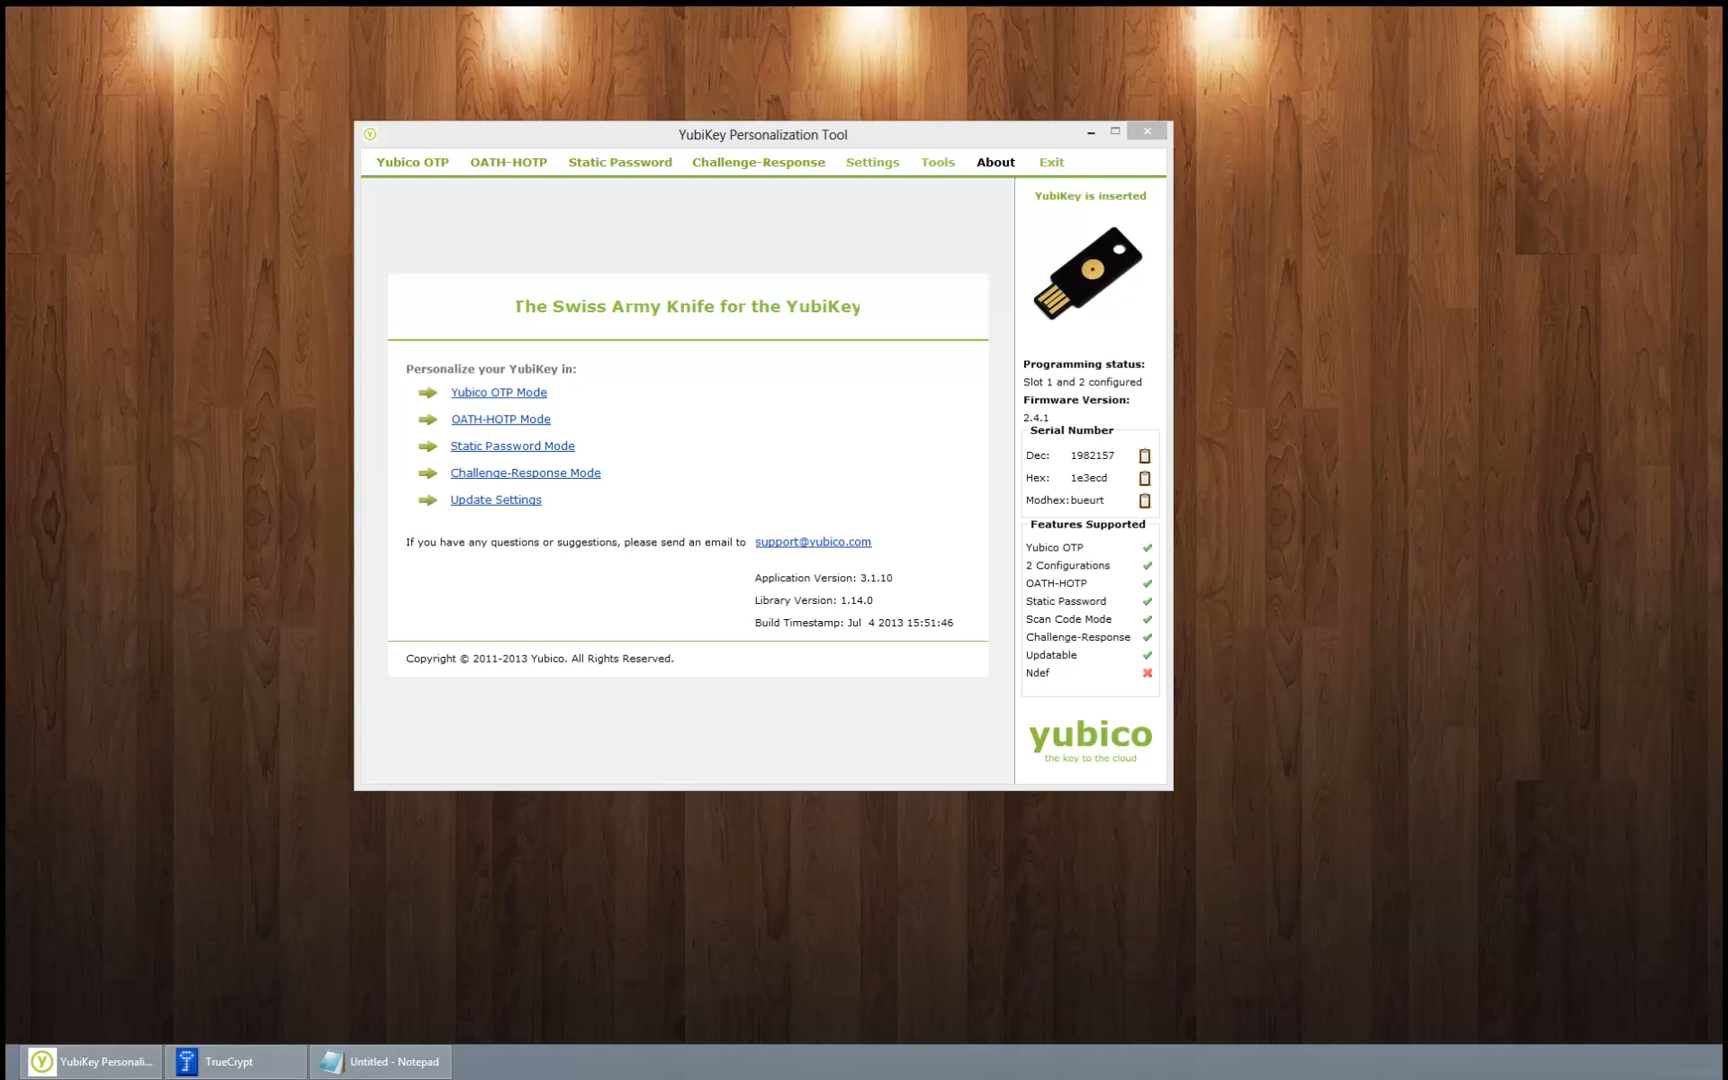 YubiKey Personalization Tool
Yubico OTP OATH-HOTP Static Password Challenge-Response Settings Tools About Exit
The Swiss Army Knife for the YubiKey
Personalize your YubiKey in:
Yubico OTP Mode
OATH-HOTP Mode
Static Password Mode
Challenge-Response Mode
Update Settings
If you have any questions or suggestions, please send an email to support@yubico.com
Application Version: 3.1.10
Library Version: 1.14.0
Build Timestamp: Jul 4 2013 15:51:46
Copyright © 2011-2013 Yubico. All Rights Reserved.
YubiKey is inserted
Programming status:
Slot 1 and 2 configured
Firmware Version:
2.4.1
Serial Number
Dec: 1982157
Hex: 1e3ecd
Modhex: bueurt
Features Supported
Yubico OTP
2 Configurations
OATH-HOTP
Static Password
Scan Code Mode
Challenge-Response
Updatable
Ndef
yubico
the key to the cloud
YubiKey Personali... TrueCrypt Untitled - Notepad